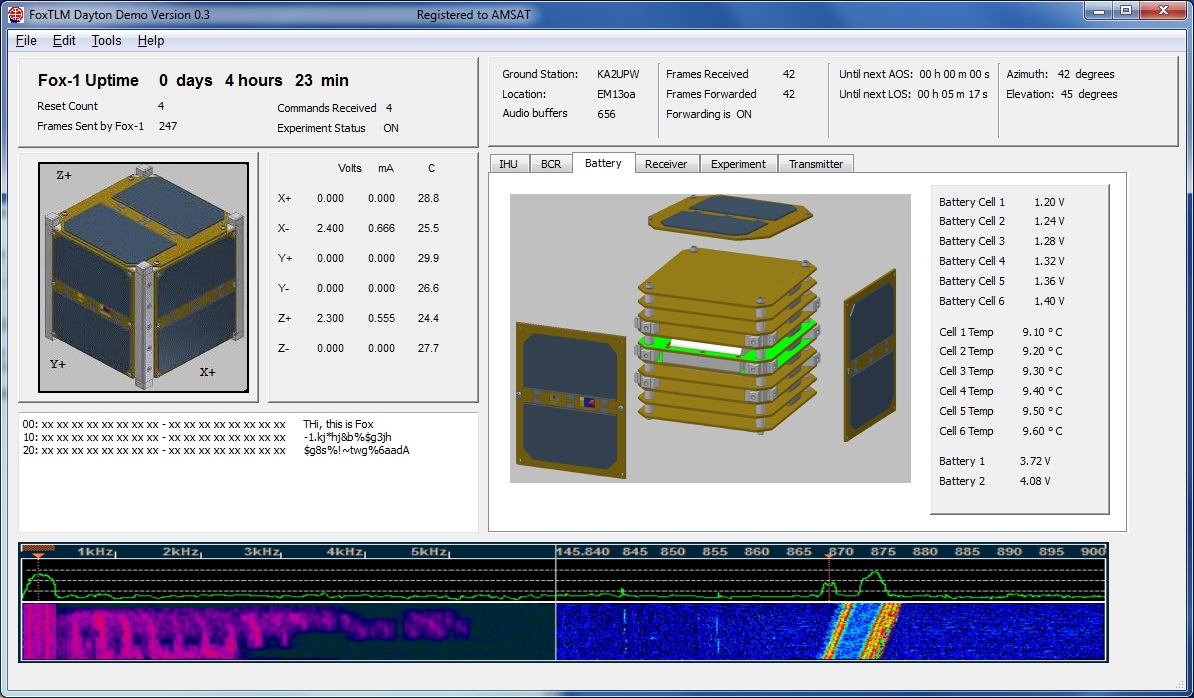 FoxTLM Dayton Demo Version 0.3 Registered to AMSAT
File Edit Tools Help
Fox-1 Uptime 0 days 4 hours 23 min
Reset Count 4
Commands Received 4
Frames Sent by Fox-1 247
Experiment Status ON
Ground Station: KA2UPW
Location: EM13oa
Audio buffers 656
Frames Received 42
Frames Forwarded 42
Forwarding is ON
Until next AOS: 00 h 00 m 00 s
Until next LOS: 00 h 05 m 17 s
Azimuth: 42 degrees
Elevation: 45 degrees
Z+
Y+
X+
Volts mA C
X+ 0.000 0.000 28.8
X- 2.400 0.666 25.5
Y+ 0.000 0.000 29.9
Y- 0.000 0.000 26.6
Z+ 2.300 0.555 24.4
Z- 0.000 0.000 27.7
IHU BCR Battery Receiver Experiment Transmitter
Battery Cell 1 1.20 V
Battery Cell 2 1.24 V
Battery Cell 3 1.28 V
Battery Cell 4 1.32 V
Battery Cell 5 1.36 V
Battery Cell 6 1.40 V
Cell 1 Temp 9.10 ° C
Cell 2 Temp 9.20 ° C
Cell 3 Temp 9.30 ° C
Cell 4 Temp 9.40 ° C
Cell 5 Temp 9.50 ° C
Cell 6 Temp 9.60 ° C
Battery 1 3.72 V
Battery 2 4.08 V
00: xx xx xx xx xx xx xx xx - xx xx xx xx xx xx xx xx THi, this is Fox
10: xx xx xx xx xx xx xx xx - xx xx xx xx xx xx xx xx -1.kj*hj&b%$g3jh
20: xx xx xx xx xx xx xx xx - xx xx xx xx xx xx xx xx $g8s%!~twg%6aadA
1kHz 2kHz 3kHz 4kHz 5kHz 145.840 845 850 855 860 865 870 875 880 885 890 895 900